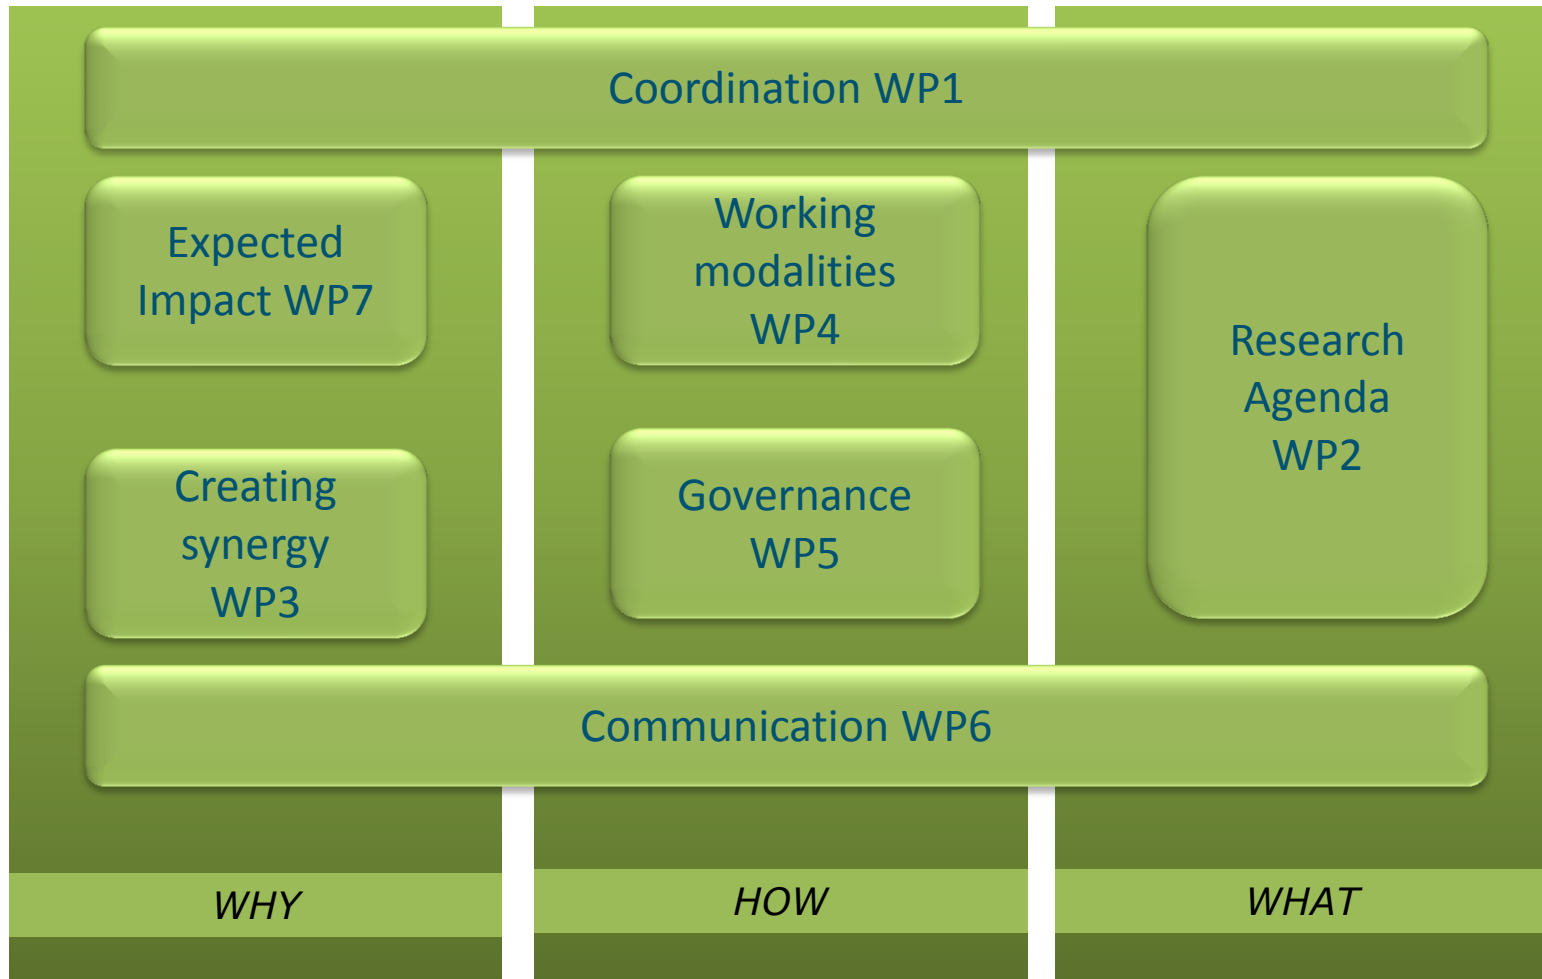 Coordination WP1
Expected
Impact WP7
Working
modalities
WP4
Research
Agenda
WP2
Creating
synergy
WP3
Governance
WP5
Communication WP6
WHY
HOW
WHAT